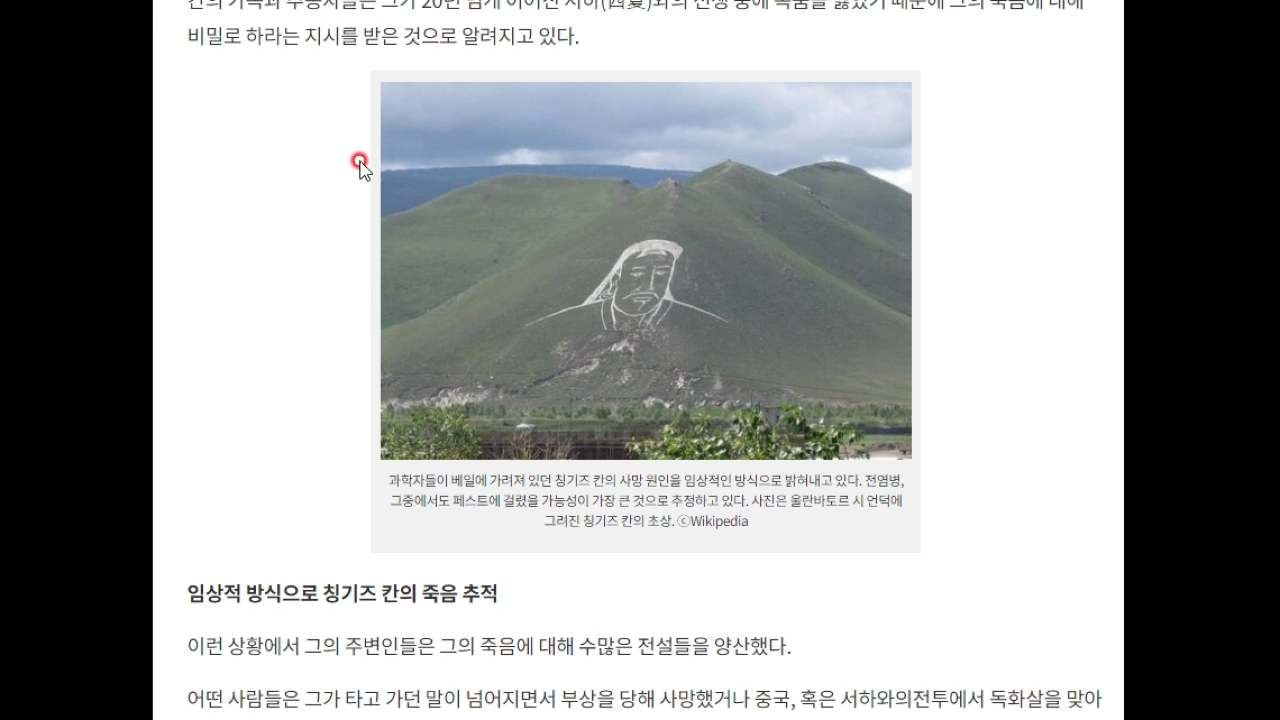 비밀로 하라는 지시를 받은 것으로 알려지고 있다.
과학자들이 베일에 가려져 있던 칭기즈 칸의 사망 원인을 임상적인 방식으로 밝혀내고 있다. 전염병,
그중에서도 페스트에 걸렸을 가능성이 가장 큰 것으로 추정하고 있다. 사진은 울란바토르 시 언덕에
그려진 칭기즈 칸의 초상. ⓒWikipedia
임상적 방식으로 칭기즈 칸의 죽음 추적
이런 상황에서 그의 주변인들은 그의 죽음에 대해 수많은 전설들을 양산했다.
어떤 사람들은 그가 타고 가던 말이 넘어지면서 부상을 당해 사망했거나 중국, 혹은 서하와의전투에서 독화살을 맞아